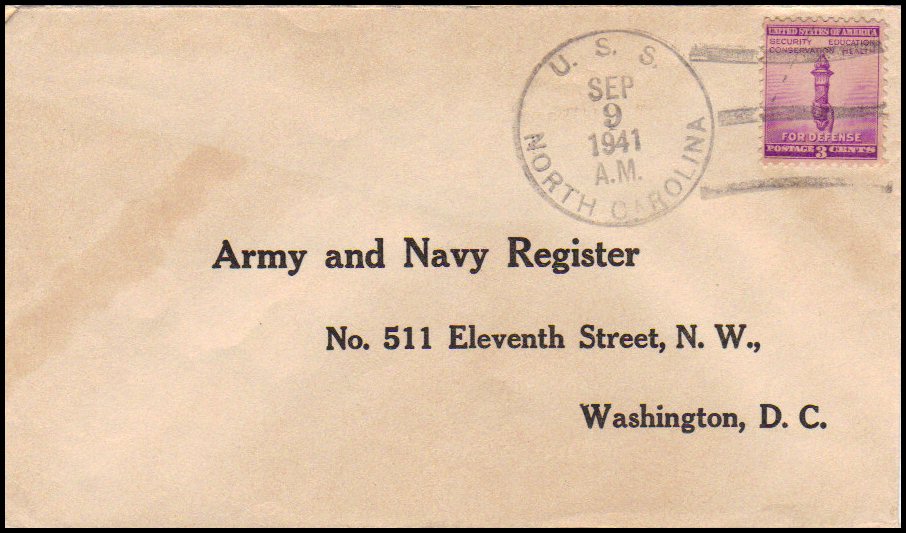 U. S. S.
SEP
9
1941
A.M.
NORTH CAROLINA
UNITED STATES OF AMERICA
SECURITY EDUCATION
CONSERVATION HEALTH
FOR DEFENSE
POSTAGE 3 CENTS
Army and Navy Register
No. 511 Eleventh Street, N. W.,
Washington, D. C.